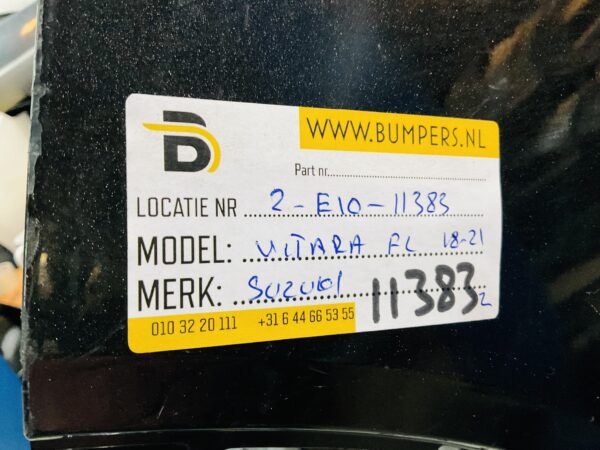 B
WWW.BUMPERS.NL
Part nr.
LOCATIE NR 2-E10-11383
MODEL: VITARA FL 18-21
MERK: SUZUKI 11383 2
010 32 20 111 +31 6 44 66 53 55